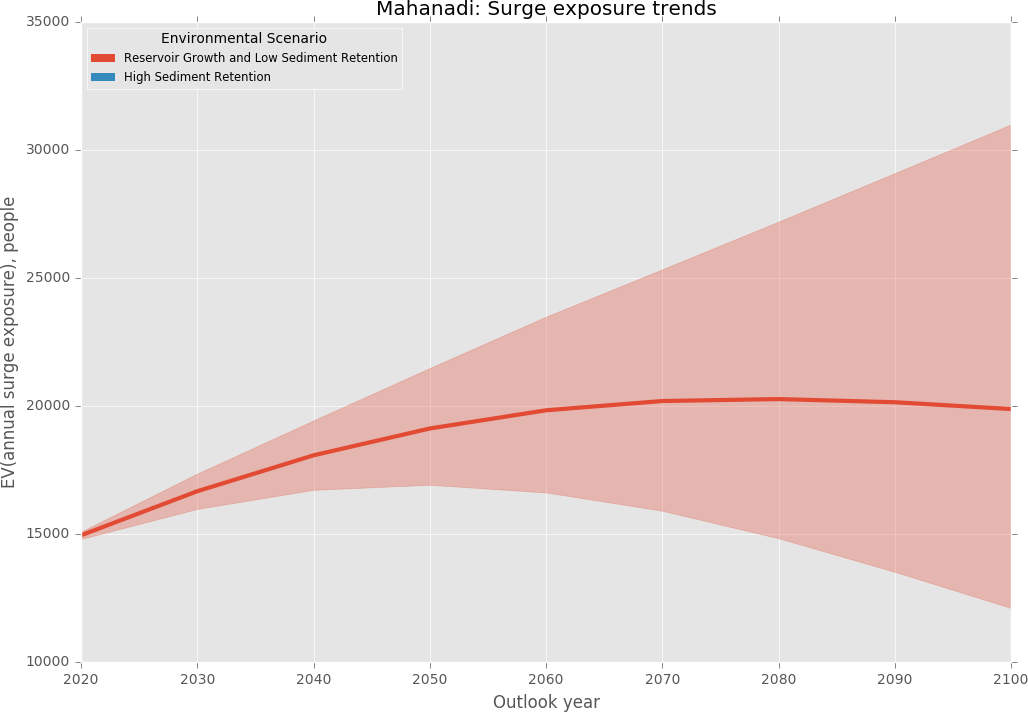 Mahanadi: Surge exposure trends
Environmental Scenario
Reservoir Growth and Low Sediment Retention
High Sediment Retention
EV(annual surge exposure), people
35000
30000
25000
20000
15000
10000
2020 2030 2040 2050 2060 2070 2080 2090 2100
Outlook year